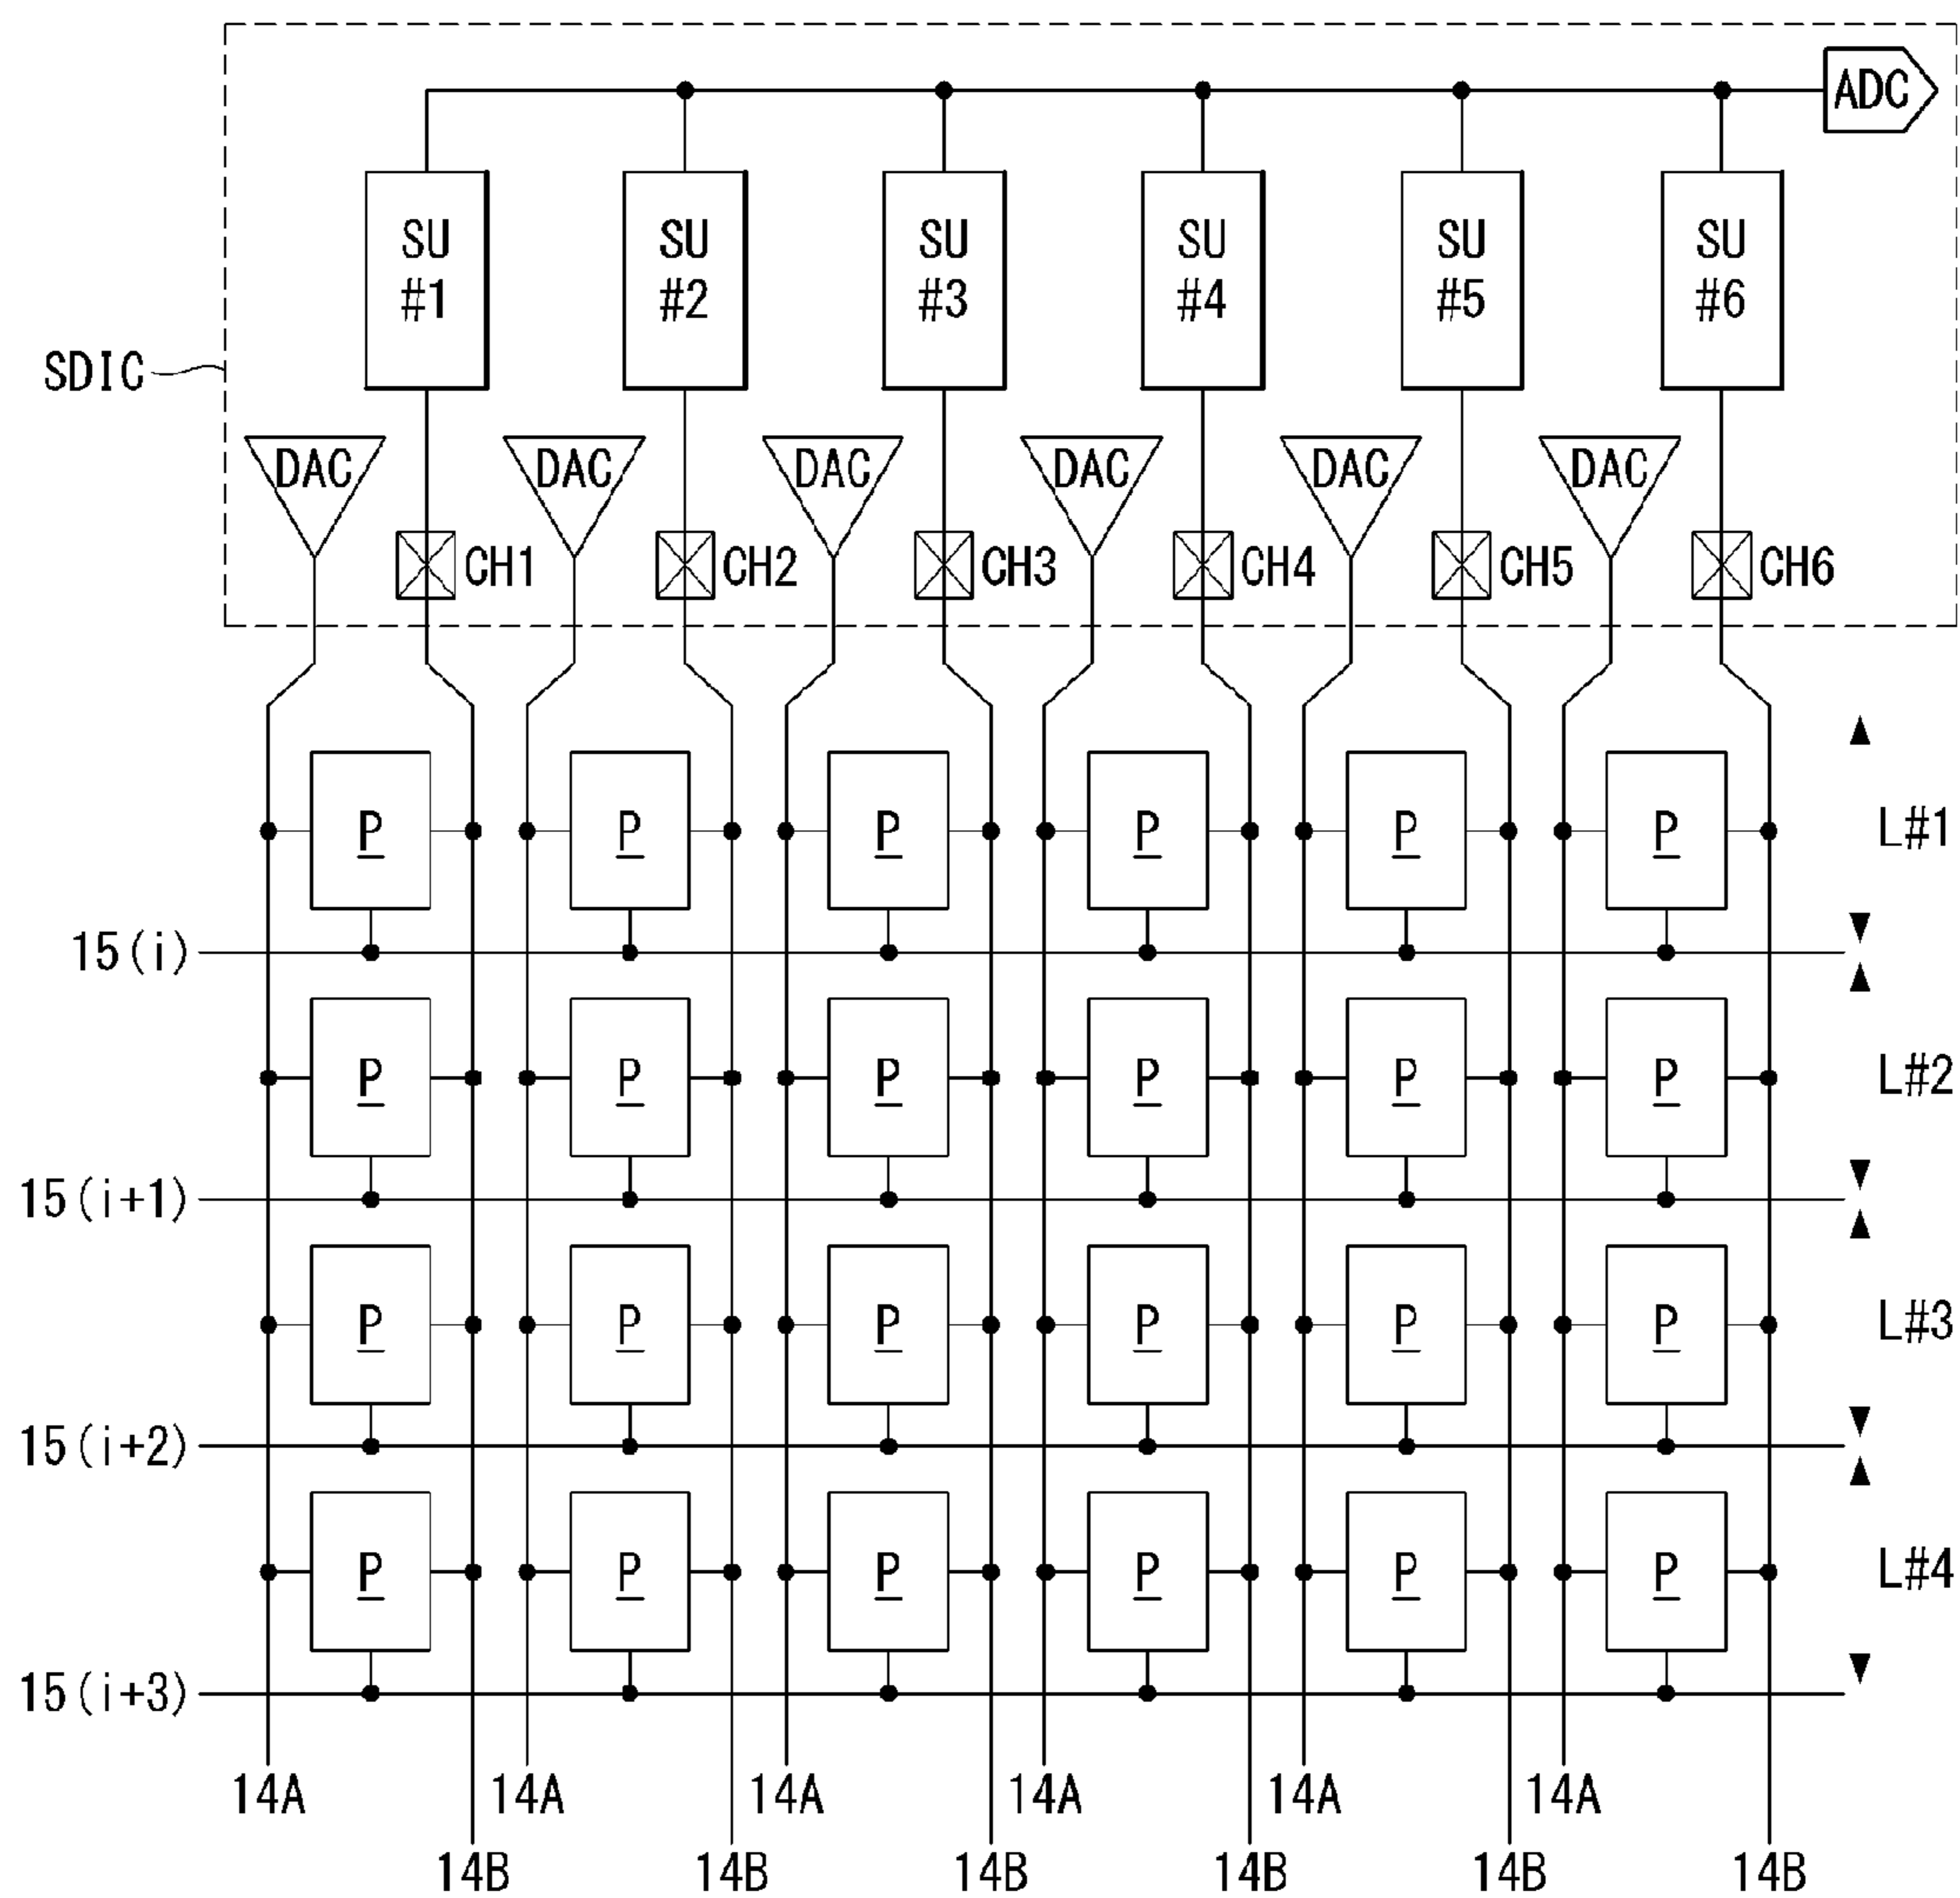 ADC
SU #1
SU #2
SU #3
SU #4
SU #5
SU #6
SDIC
DAC DAC DAC DAC DAC DAC
CH1 CH2 CH3 CH4 CH5 CH6
P P P P P P L#1
15(i)
P P P P P P L#2
15(i+1)
P P P P P P L#3
15(i+2)
P P P P P P L#4
15(i+3)
14A 14A 14A 14A 14A 14A
14B 14B 14B 14B 14B 14B